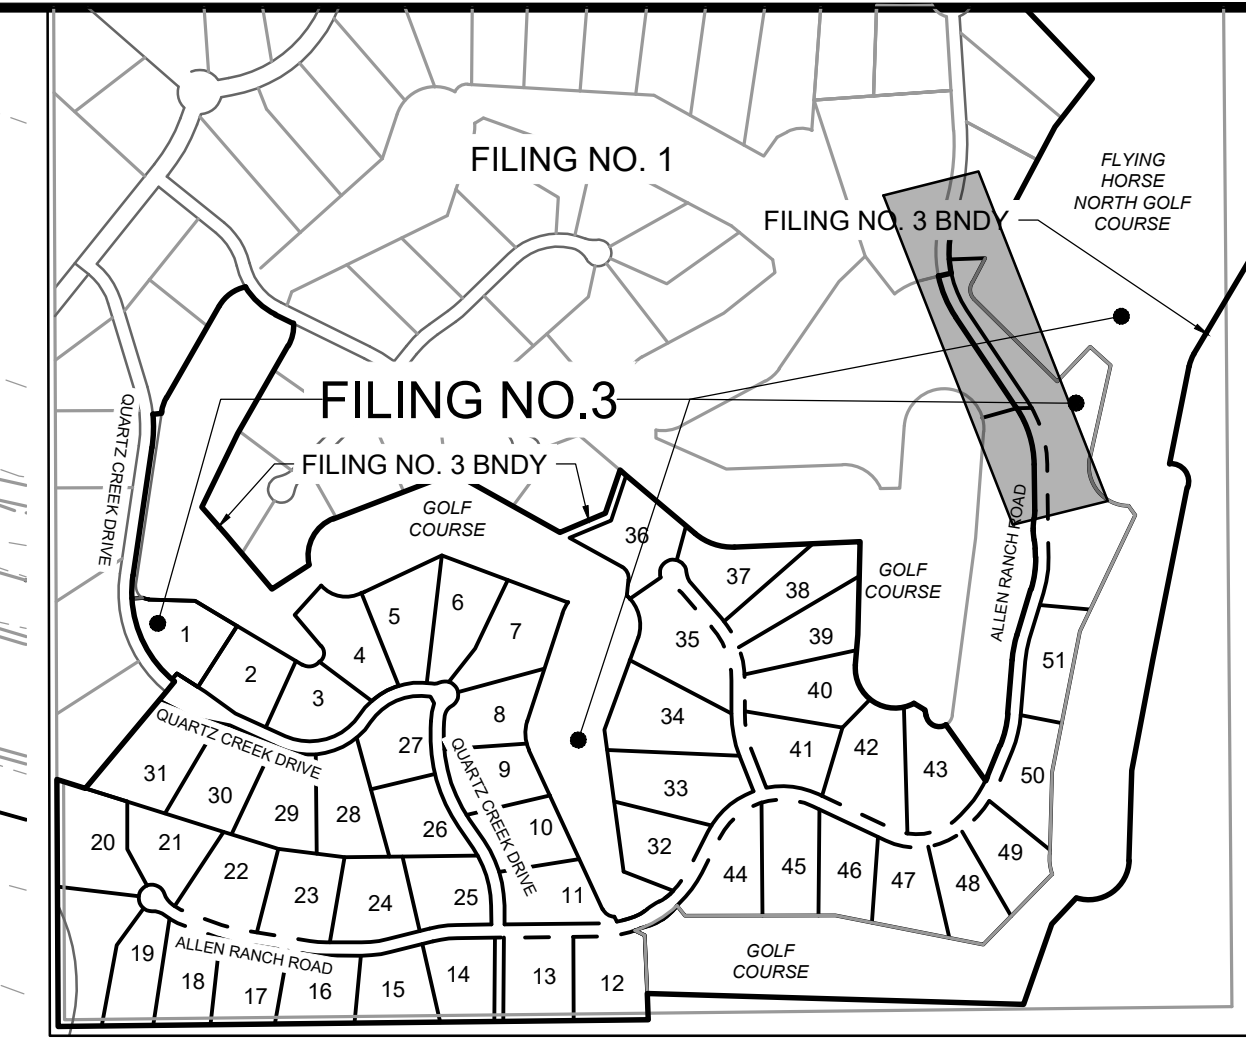 FILING NO. 1
FLYING
HORSE
NORTH GOLF
COURSE
FILING NO. 3 BNDY
FILING NO.3
QUARTZ CREEK DRIVE
FILING NO. 3 BNDY
GOLF
COURSE
ALLEN RANCH ROAD
GOLF
COURSE
36
37
38
39
40
35
34
33
32
41
42
43
51
50
49
48
47
46
45
44
1
2
3
4
5
6
7
8
9
10
11
QUARTZ CREEK DRIVE
QUARTZ CREEK DRIVE
27
26
28
29
30
31
20
21
22
23
24
25
ALLEN RANCH ROAD
19
18
17
16
15
14
13
12
GOLF
COURSE